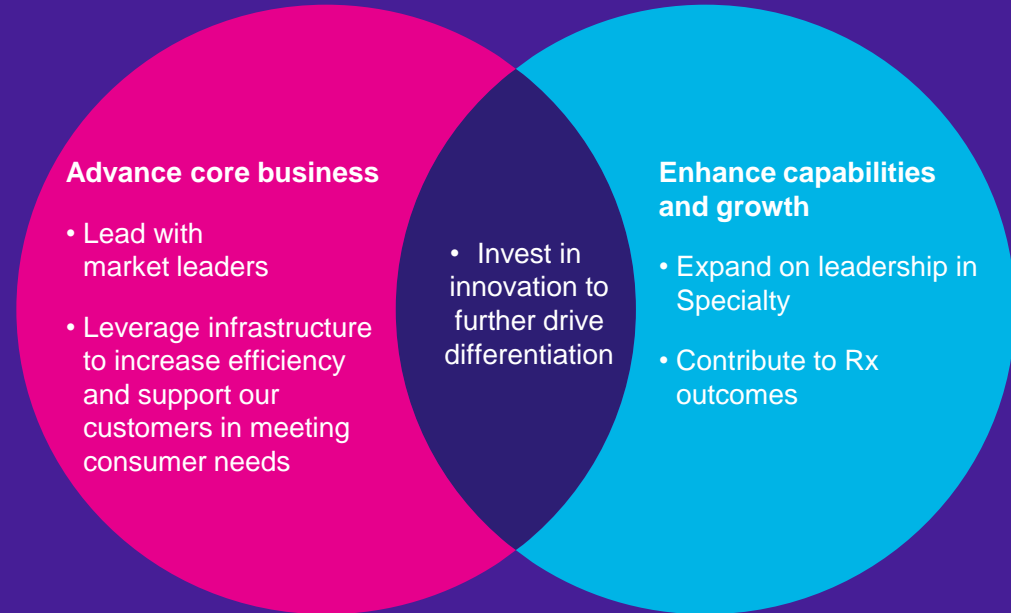 Advance core business
• Lead with
market leaders
• Leverage infrastructure
to increase efficiency
and support our
customers in meeting
consumer needs
• Invest in
innovation to
further drive
differentiation
Enhance capabilities
and growth
• Expand on leadership in
Specialty
• Contribute to Rx
outcomes